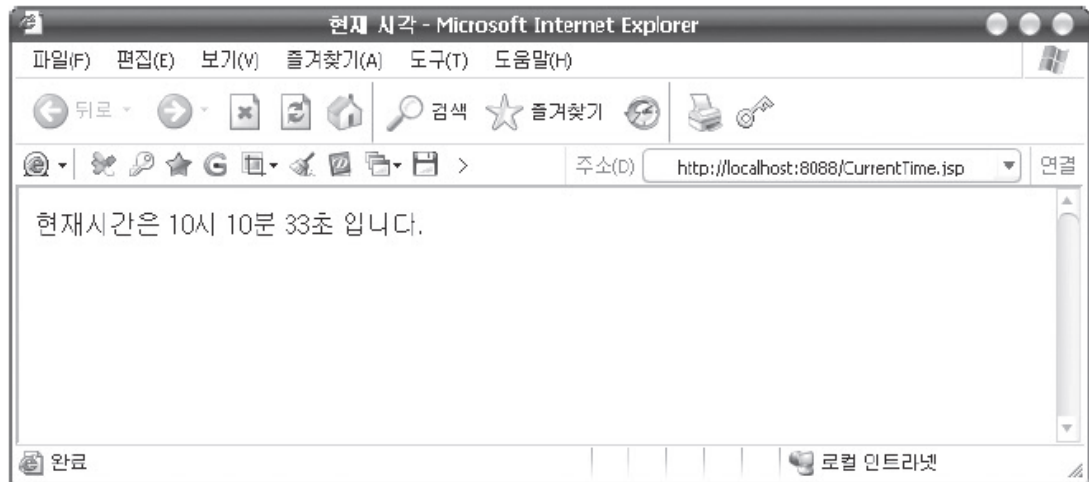 현재 시각 - Microsoft Internet Explorer
파일(F) 편집(E) 보기(V) 즐겨찾기(A) 도구(T) 도움말(H)
뒤로 검색 즐겨찾기
주소(D) http://localhost:8088/CurrentTime.jsp 연결
현재시간은 10시 10분 33초 입니다.
완료 로컬 인트라넷